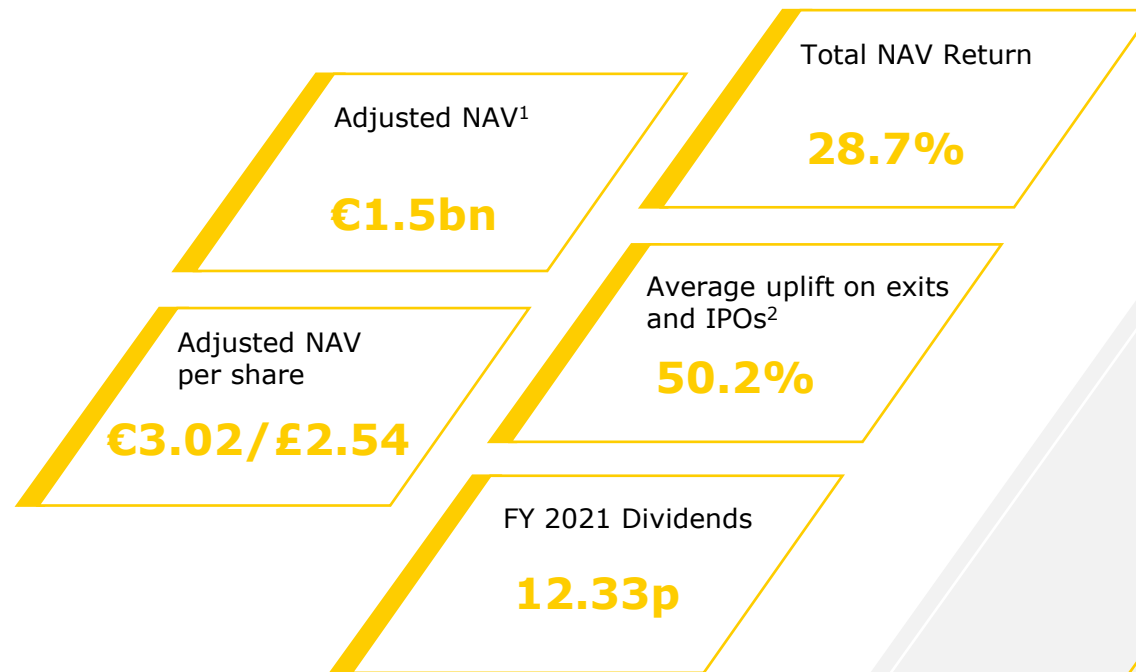 Total NAV Return
28.7%
Adjusted NAV¹
€1.5bn
Average uplift on exits
and IPOs²
50.2%
Adjusted NAV
per share
€3.02/£2.54
FY 2021 Dividends
12.33p